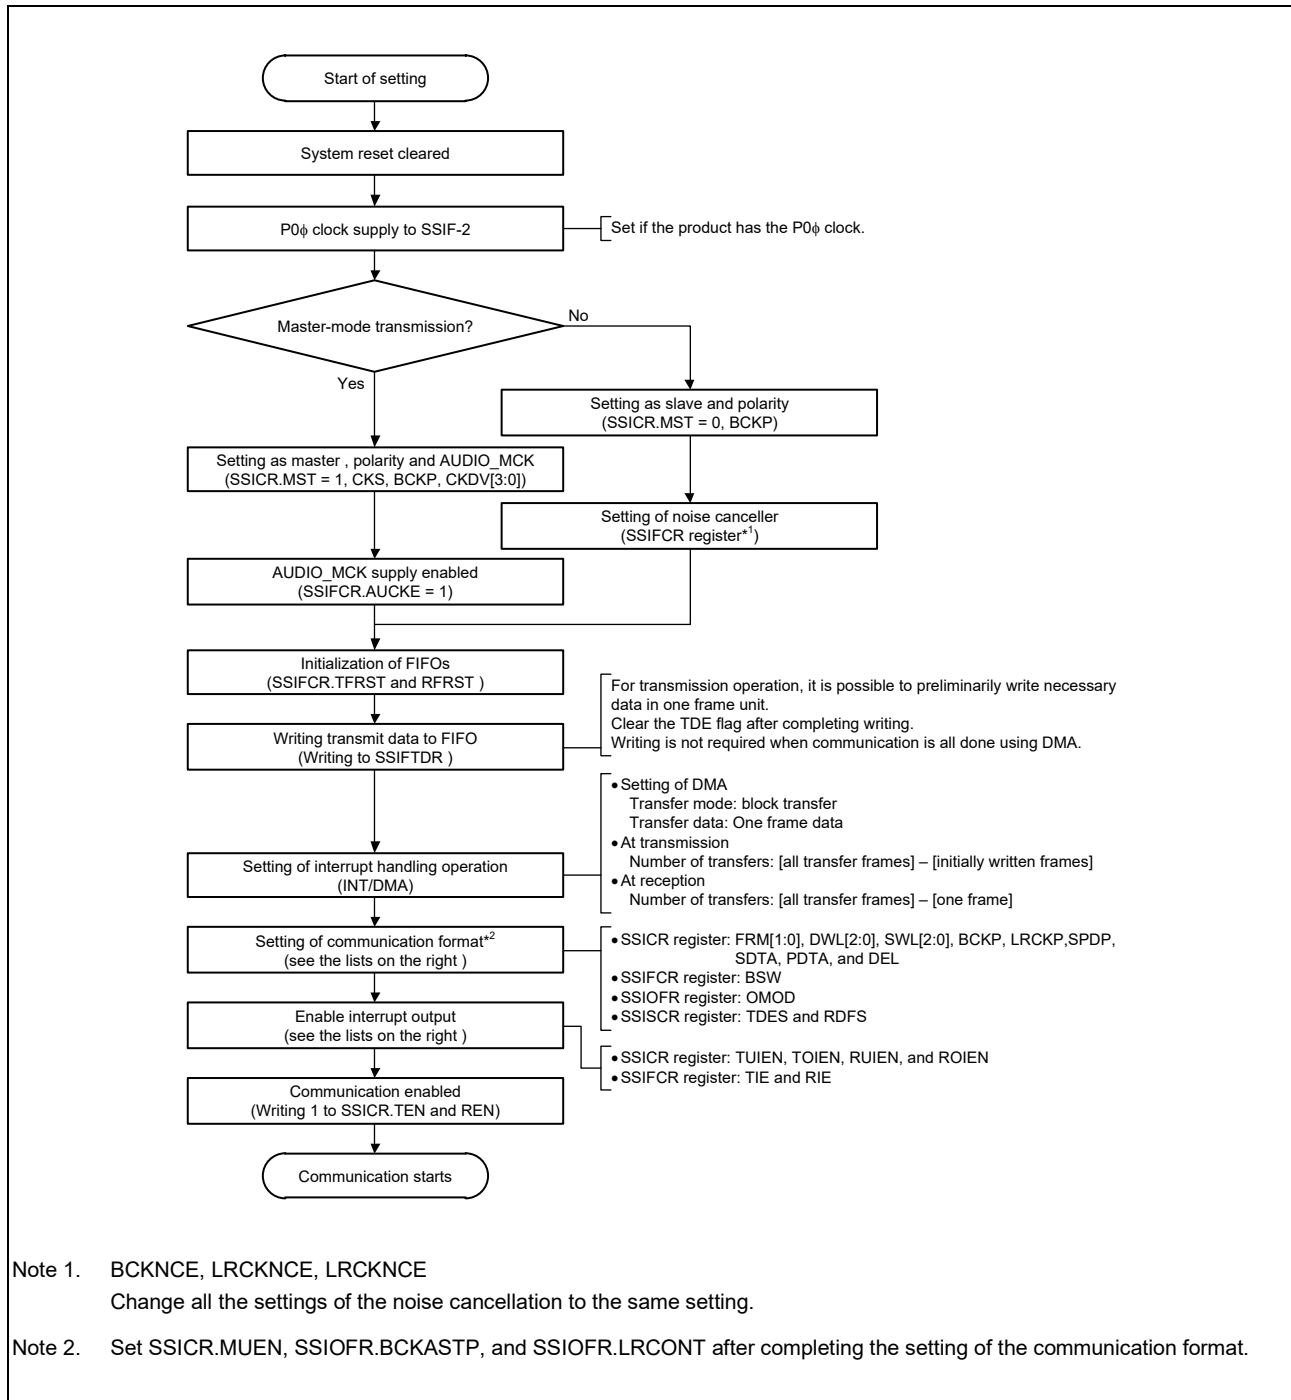 Start of setting
System reset cleared
P0ϕ clock supply to SSIF-2
Set if the product has the P0ϕ clock.
Master-mode transmission?
No
Yes
Setting as slave and polarity
(SSICR.MST = 0, BCKP)
Setting as master , polarity and AUDIO_MCK
(SSICR.MST = 1, CKS, BCKP, CKDV[3:0])
Setting of noise canceller
(SSIFCR register*1)
AUDIO_MCK supply enabled
(SSIFCR.AUCKE = 1)
Initialization of FIFOs
(SSIFCR.TFRST and RFRST )
For transmission operation, it is possible to preliminarily write necessary
data in one frame unit.
Clear the TDE flag after completing writing.
Writing is not required when communication is all done using DMA.
Writing transmit data to FIFO
(Writing to SSIFTDR )
• Setting of DMA
Transfer mode: block transfer
Transfer data: One frame data
• At transmission
Number of transfers: [all transfer frames] – [initially written frames]
• At reception
Number of transfers: [all transfer frames] – [one frame]
Setting of interrupt handling operation
(INT/DMA)
Setting of communication format*2
(see the lists on the right )
• SSICR register: FRM[1:0], DWL[2:0], SWL[2:0], BCKP, LRCKP,SPDP,
SDTA, PDTA, and DEL
• SSIFCR register: BSW
• SSIOFR register: OMOD
• SSISCR register: TDES and RDFS
Enable interrupt output
(see the lists on the right )
• SSICR register: TUIEN, TOIEN, RUIEN, and ROIEN
• SSIFCR register: TIE and RIE
Communication enabled
(Writing 1 to SSICR.TEN and REN)
Communication starts
Note 1. BCKNCE, LRCKNCE, LRCKNCE
Change all the settings of the noise cancellation to the same setting.
Note 2. Set SSICR.MUEN, SSIOFR.BCKASTP, and SSIOFR.LRCONT after completing the setting of the communication format.